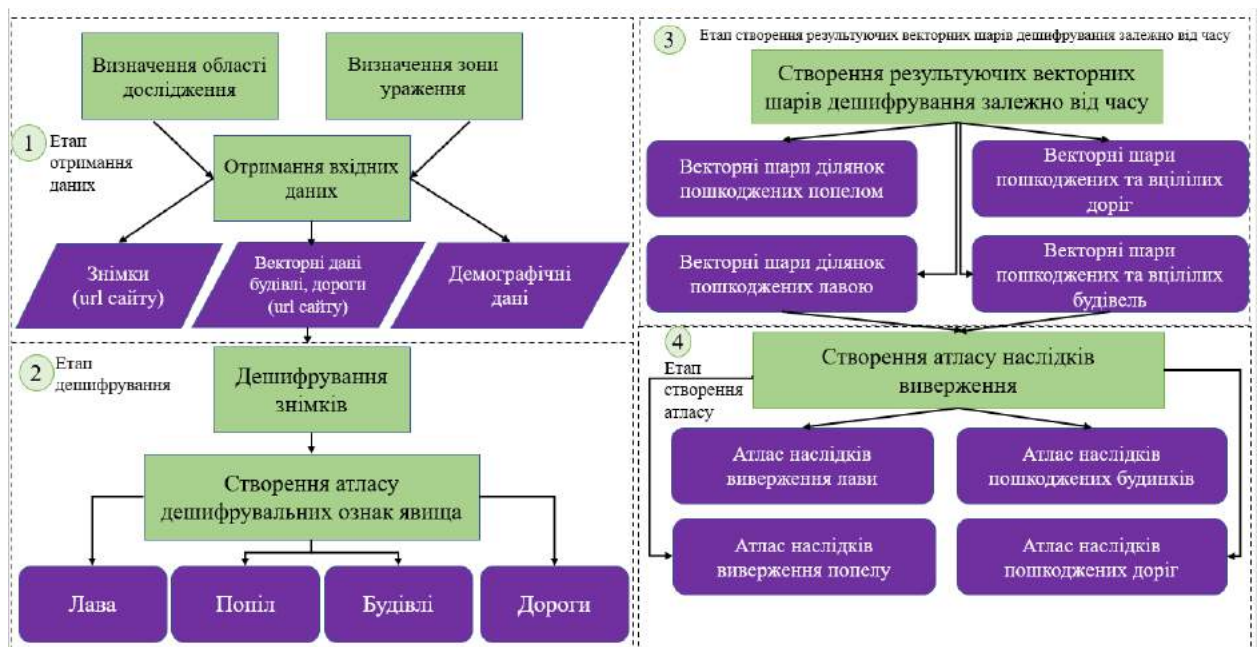 Визначення області
дослідження
Визначення зони
ураження
1
Етап
отримання
даних
Отримання вхідних
даних
Знімки
(url сайту)
Векторні дані
будівлі, дороги
(url сайту)
Демографічні
дані
2
Етап
дешифрування
Дешифрування
знімків
Створення атласу
дешифрувальних ознак явища
Лава
Попіл
Будівлі
Дороги
3
Етап створення результуючих векторних шарів дешифрування залежно від часу
Створення результуючих векторних
шарів дешифрування залежно від часу
Векторні шари ділянок
пошкоджених попелом
Векторні шари
пошкоджених та вцілілих
доріг
Векторні шари ділянок
пошкоджених лавою
Векторні шари
пошкоджених та вцілілих
будівель
4
Етап
створення
атласу
Створення атласу наслідків
виверження
Атлас наслідків
виверження лави
Атлас наслідків
пошкоджених будинків
Атлас наслідків
виверження попелу
Атлас наслідків
пошкоджених доріг